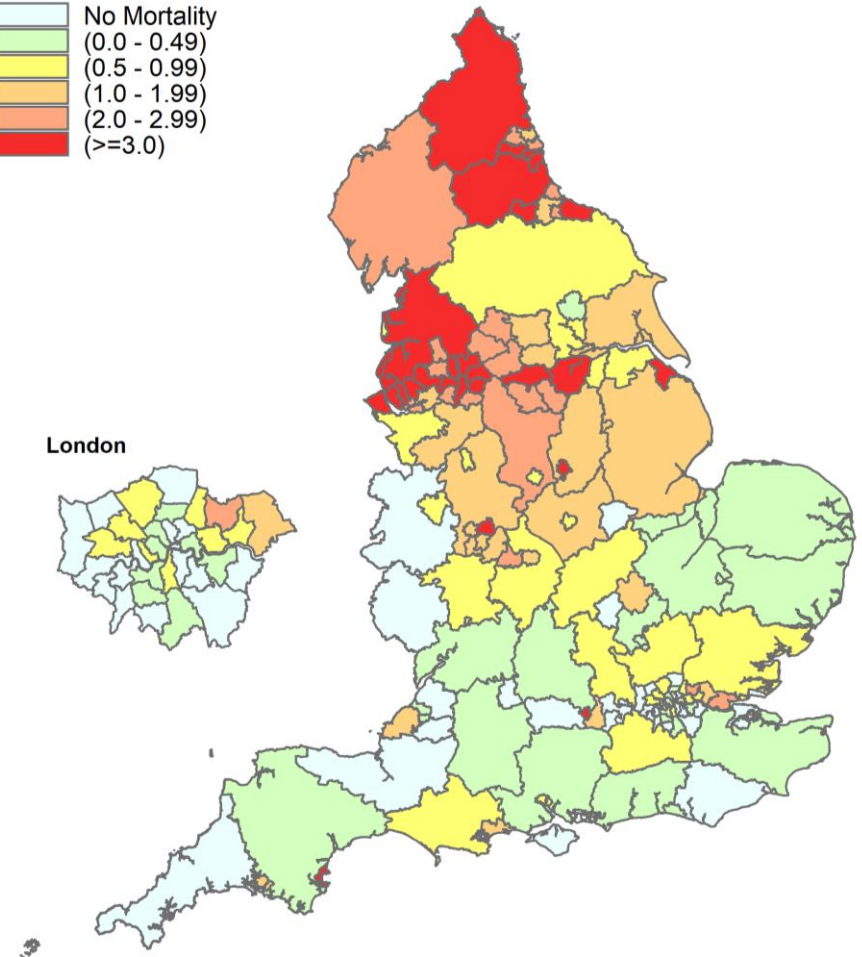 No Mortality
(0.0 - 0.49)
(0.5 - 0.99)
(1.0 - 1.99)
(2.0 - 2.99)
(>=3.0)
London